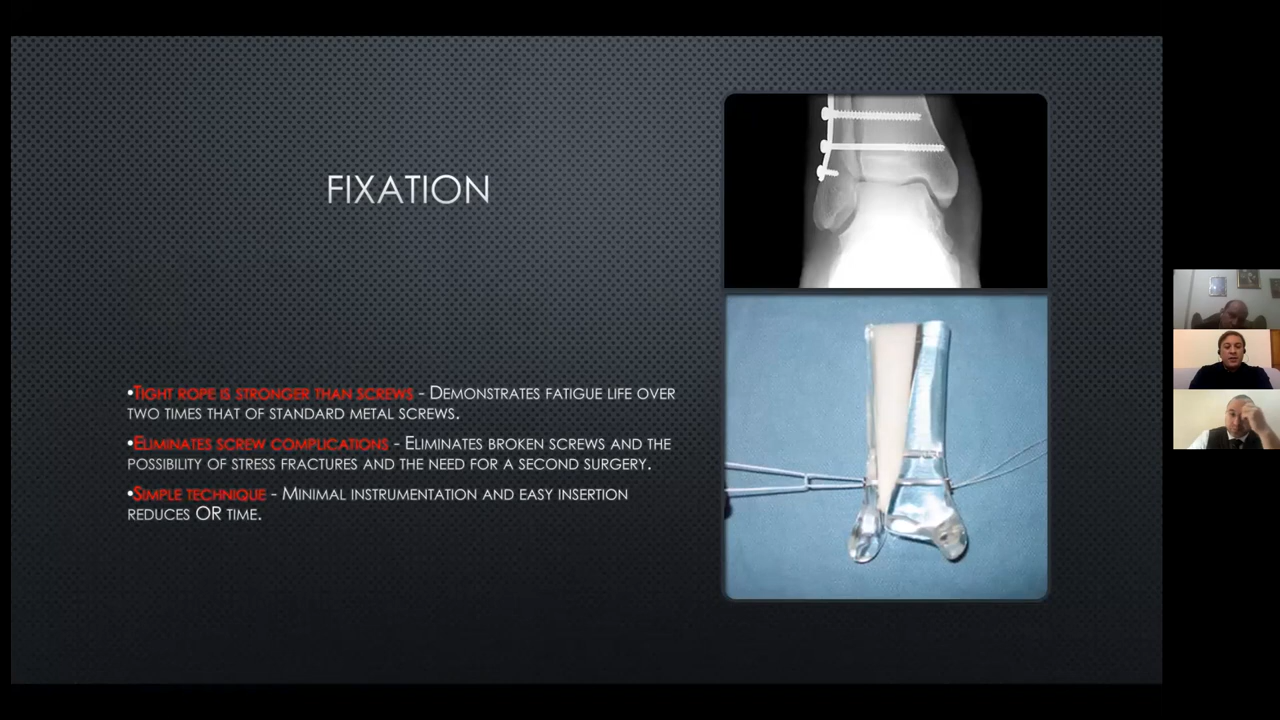 FIXATION
•TIGHT ROPE IS STRONGER THAN SCREWS - DEMONSTRATES FATIGUE LIFE OVER
TWO TIMES THAT OF STANDARD METAL SCREWS.
•ELIMINATES SCREW COMPLICATIONS - ELIMINATES BROKEN SCREWS AND THE
POSSIBILITY OF STRESS FRACTURES AND THE NEED FOR A SECOND SURGERY.
•SIMPLE TECHNIQUE - MINIMAL INSTRUMENTATION AND EASY INSERTION
REDUCES OR TIME.